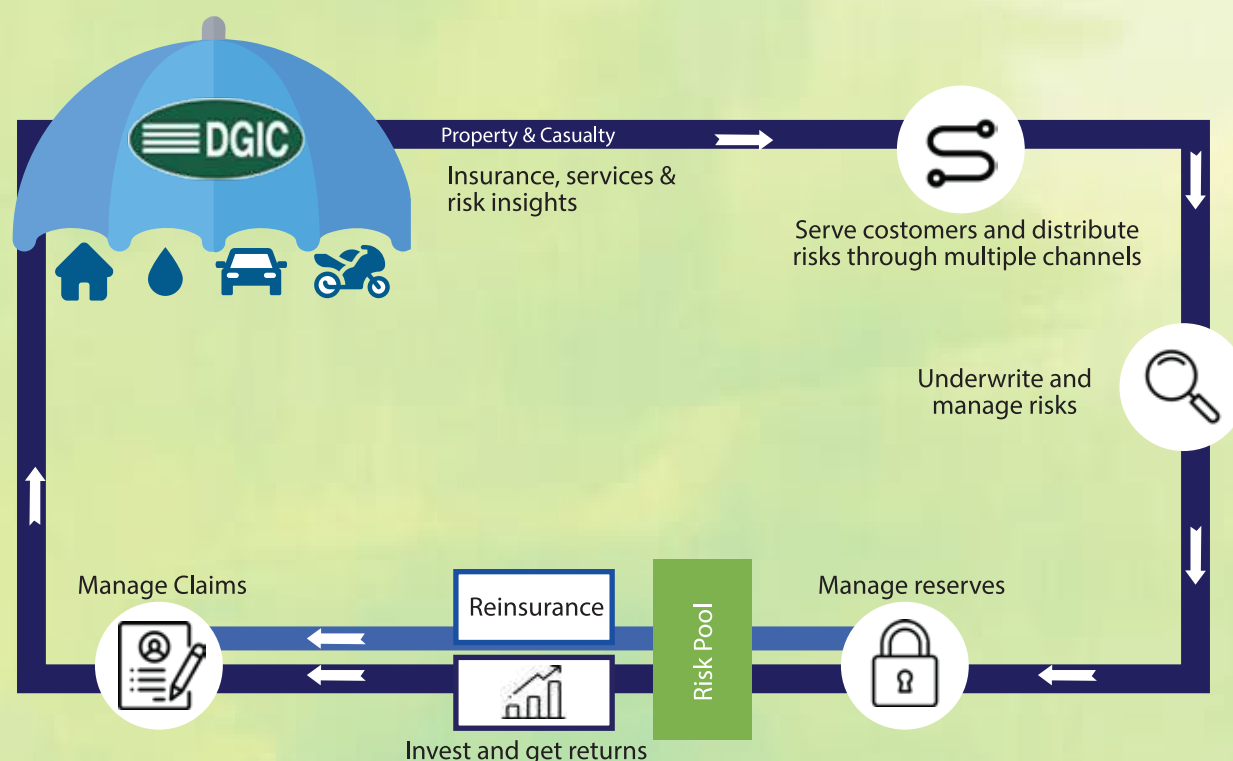 DGIC
Property & Casualty
Insurance, services &
risk insights
Serve costomers and distribute
risks through multiple channels
Underwrite and
manage risks
Manage reserves
Risk Pool
Reinsurance
Invest and get returns
Manage Claims